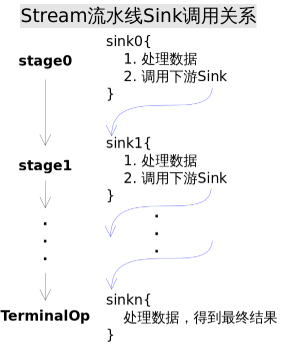 Stream流水线Sink调用关系
stage0
sink0{
1. 处理数据
2. 调用下游Sink
}
stage1
sink1{
1. 处理数据
2. 调用下游Sink
}
TerminalOp
sinkn{
处理数据，得到最终结果
}